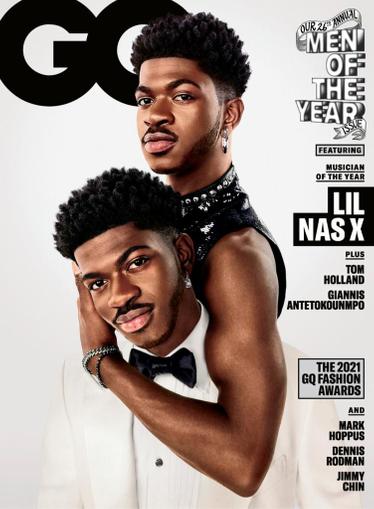 GQ
OUR 26TH ANNUAL
MEN
OF
THE
YEAR
ISSUE
FEATURING
MUSICIAN
OF THE YEAR
LIL
NAS X
PLUS
TOM
HOLLAND
GIANNIS
ANTETOKOUNMPO
THE 2021
GQ FASHION
AWARDS
AND
MARK
HOPPUS
DENNIS
RODMAN
JIMMY
CHIN